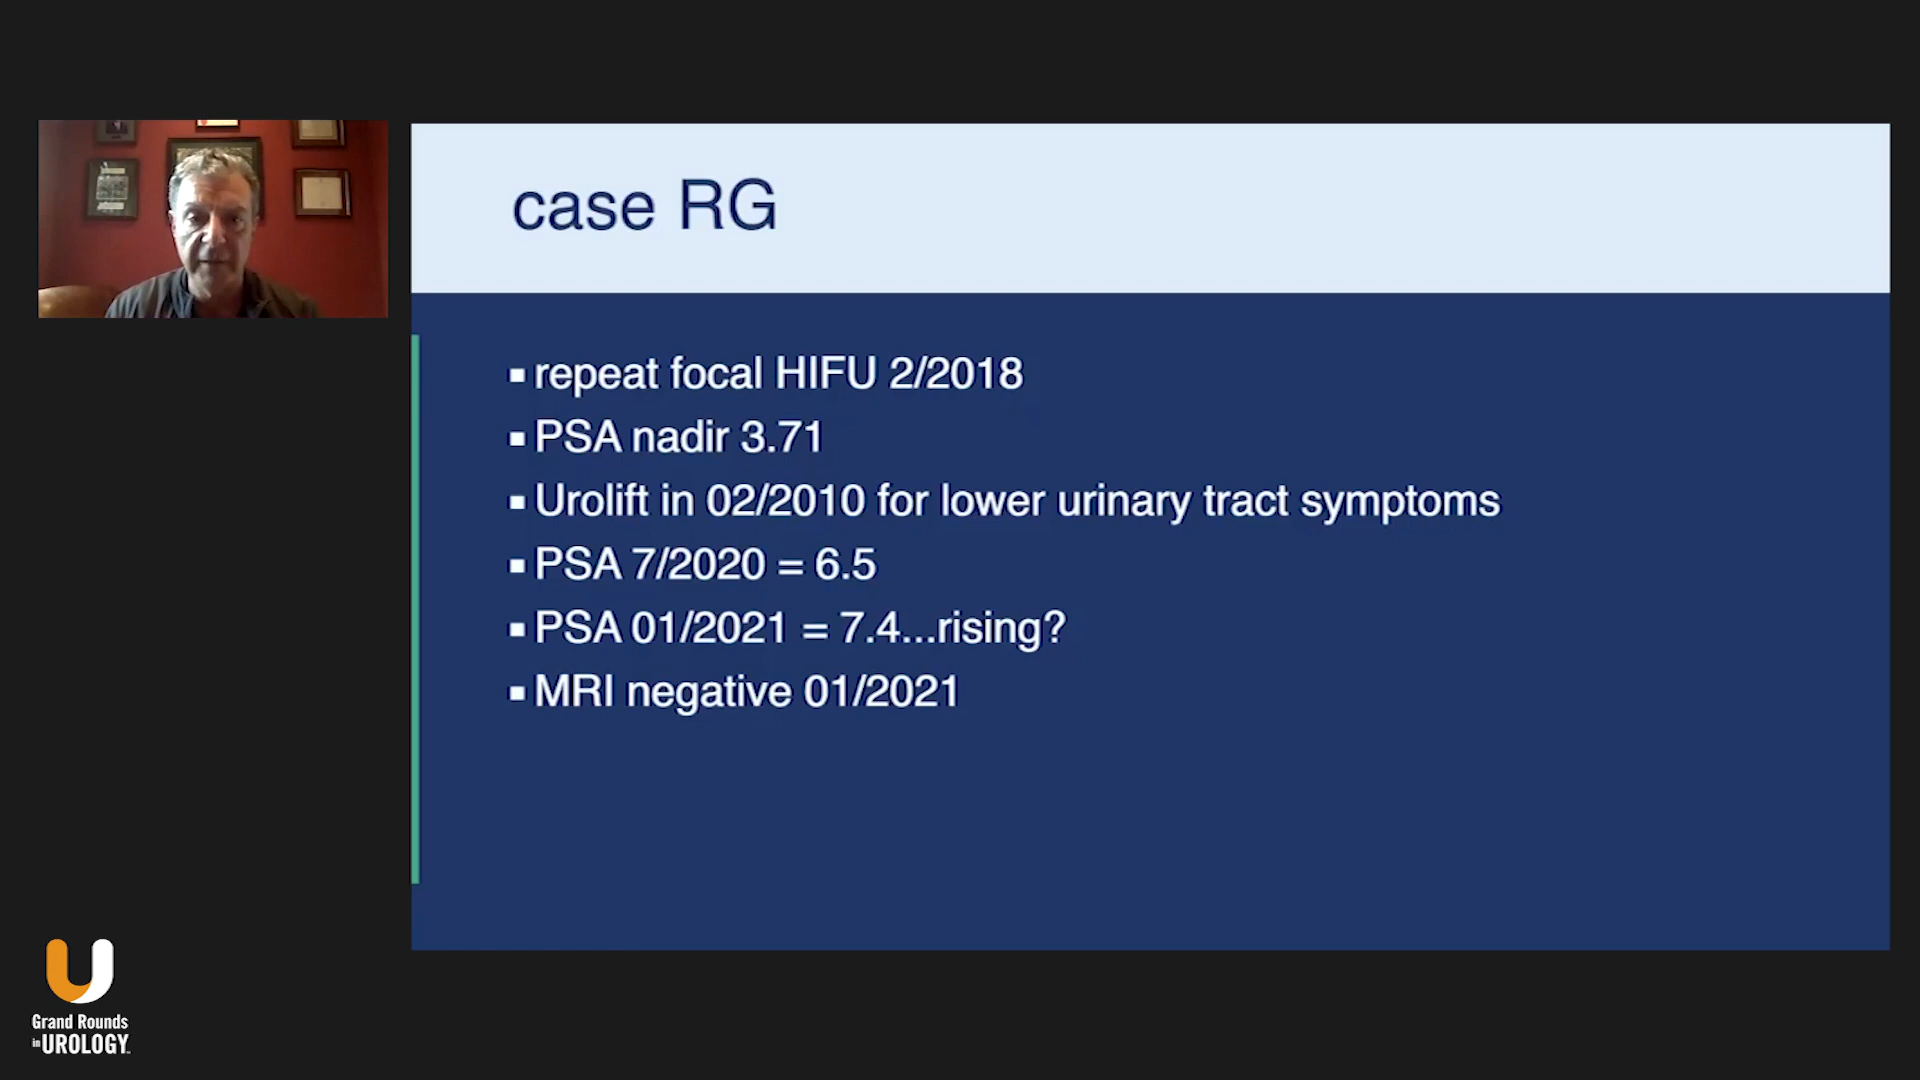 case RG
▪ repeat focal HIFU 2/2018
▪ PSA nadir 3.71
▪ Urolift in 02/2010 for lower urinary tract symptoms
▪ PSA 7/2020 = 6.5
▪ PSA 01/2021 = 7.4...rising?
▪ MRI negative 01/2021
Grand Rounds
in UROLOGY